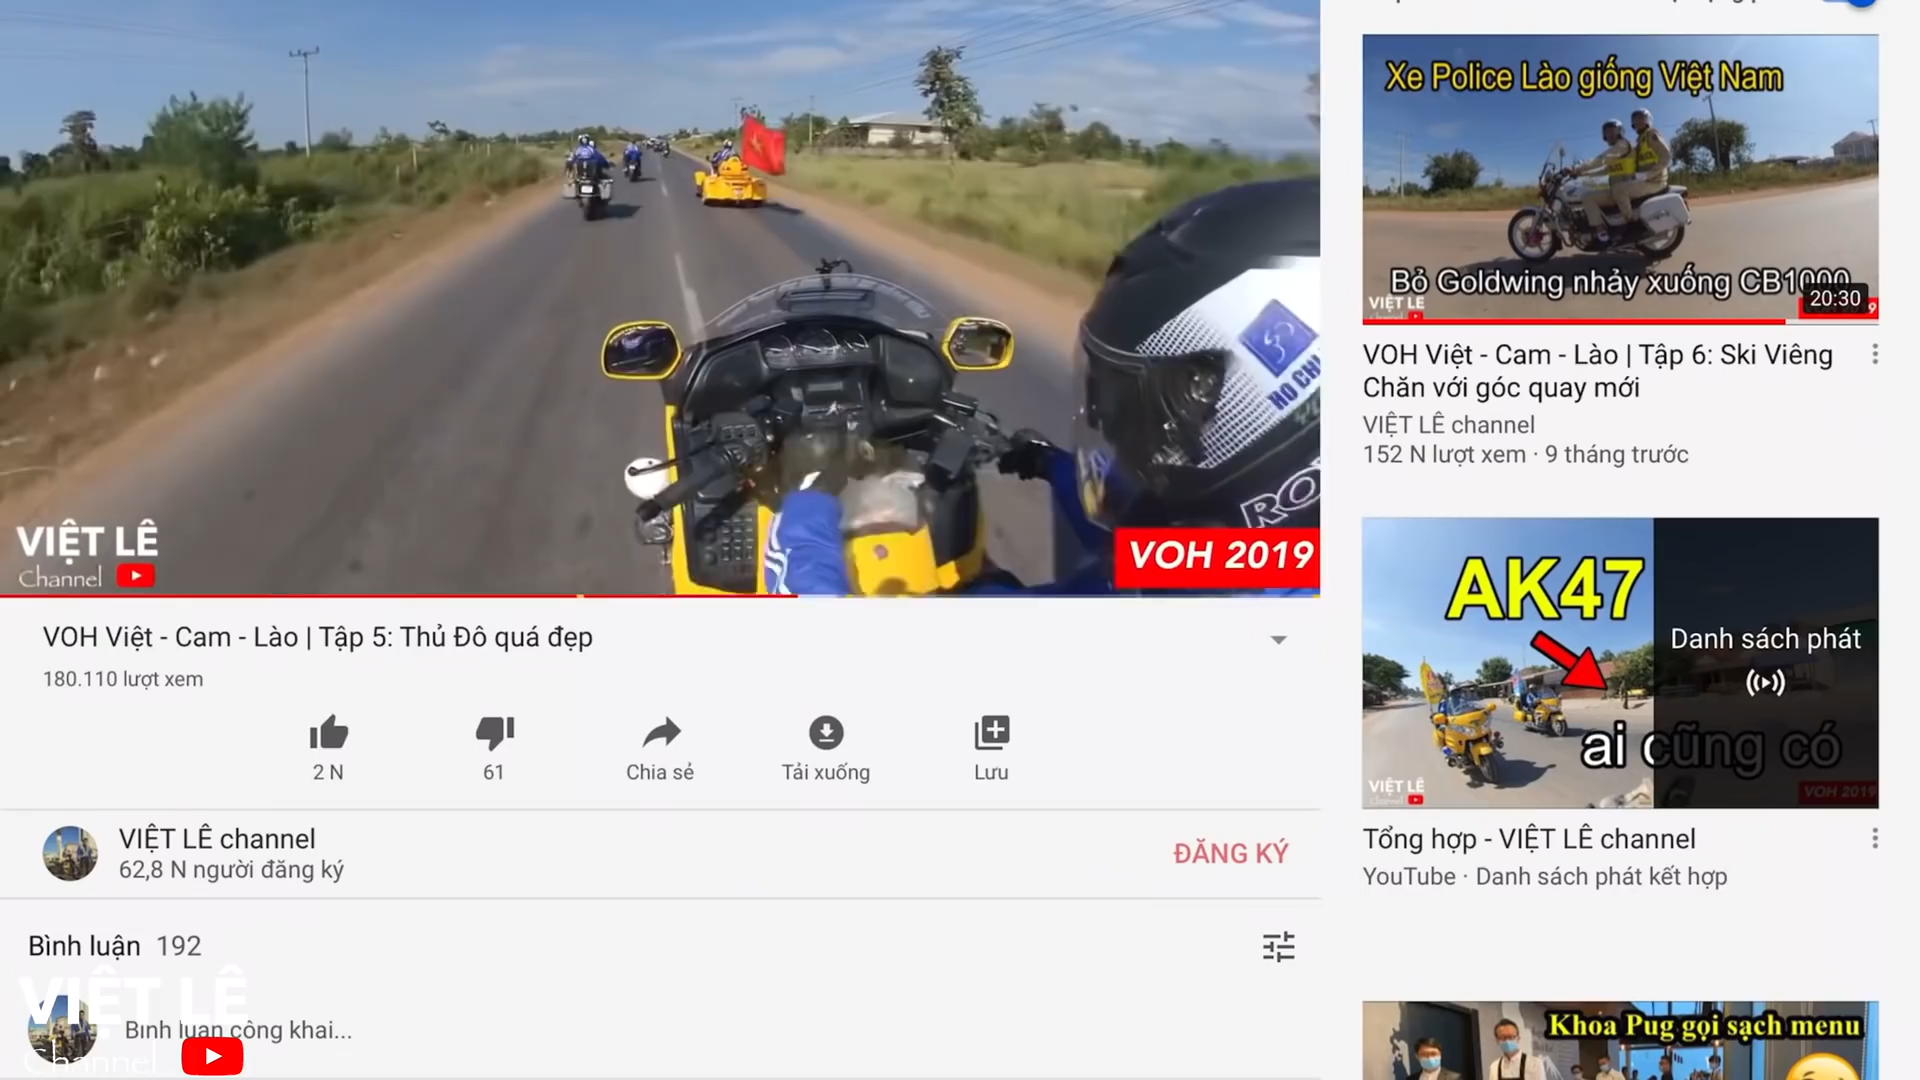 HO CHI
RO
VIỆT LÊ
Channel
VOH 2019
VOH Việt - Cam - Lào | Tập 5: Thủ Đô quá đẹp
180.110 lượt xem
2 N
61
Chia sẻ
Tải xuống
Lưu
VIỆT LÊ channel
62,8 N người đăng ký
ĐĂNG KÝ
Bình luận 192
VIỆT LÊ
Bình luận công khai...
Channel
Xe Police Lào giống Việt Nam
Bỏ Goldwing nhảy xuống CB1000
VIỆT LÊ
Channel
20:30
VOH Việt - Cam - Lào | Tập 6: Ski Viêng
Chăn với góc quay mới
VIỆT LÊ channel
152 N lượt xem · 9 tháng trước
AK47
Danh sách phát
ai cũng có
VIỆT LÊ
Channel
VOH 2019
Tổng hợp - VIỆT LÊ channel
YouTube · Danh sách phát kết hợp
Khoa Pug gọi sạch menu